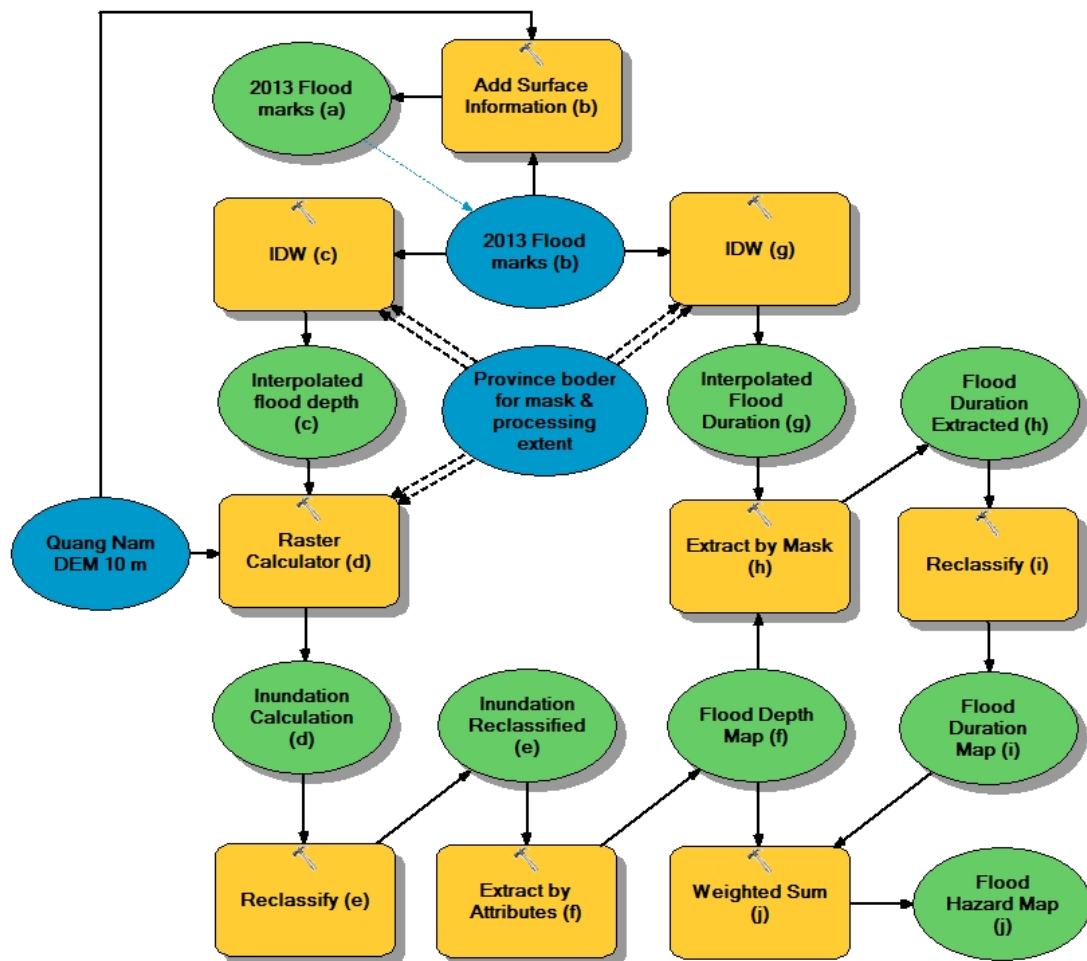 2013 Flood
marks (a)
Add Surface
Information (b)
IDW (c)
2013 Flood
marks (b)
IDW (g)
Interpolated
flood depth
(c)
Province boder
for mask &
processing
extent
Interpolated
Flood
Duration (g)
Flood
Duration
Extracted (h)
Quang Nam
DEM 10 m
Raster
Calculator (d)
Extract by Mask
(h)
Reclassify (i)
Inundation
Calculation
(d)
Inundation
Reclassified
(e)
Flood Depth
Map (f)
Flood
Duration
Map (i)
Reclassify (e)
Extract by
Attributes (f)
Weighted Sum
(j)
Flood
Hazard Map
(j)